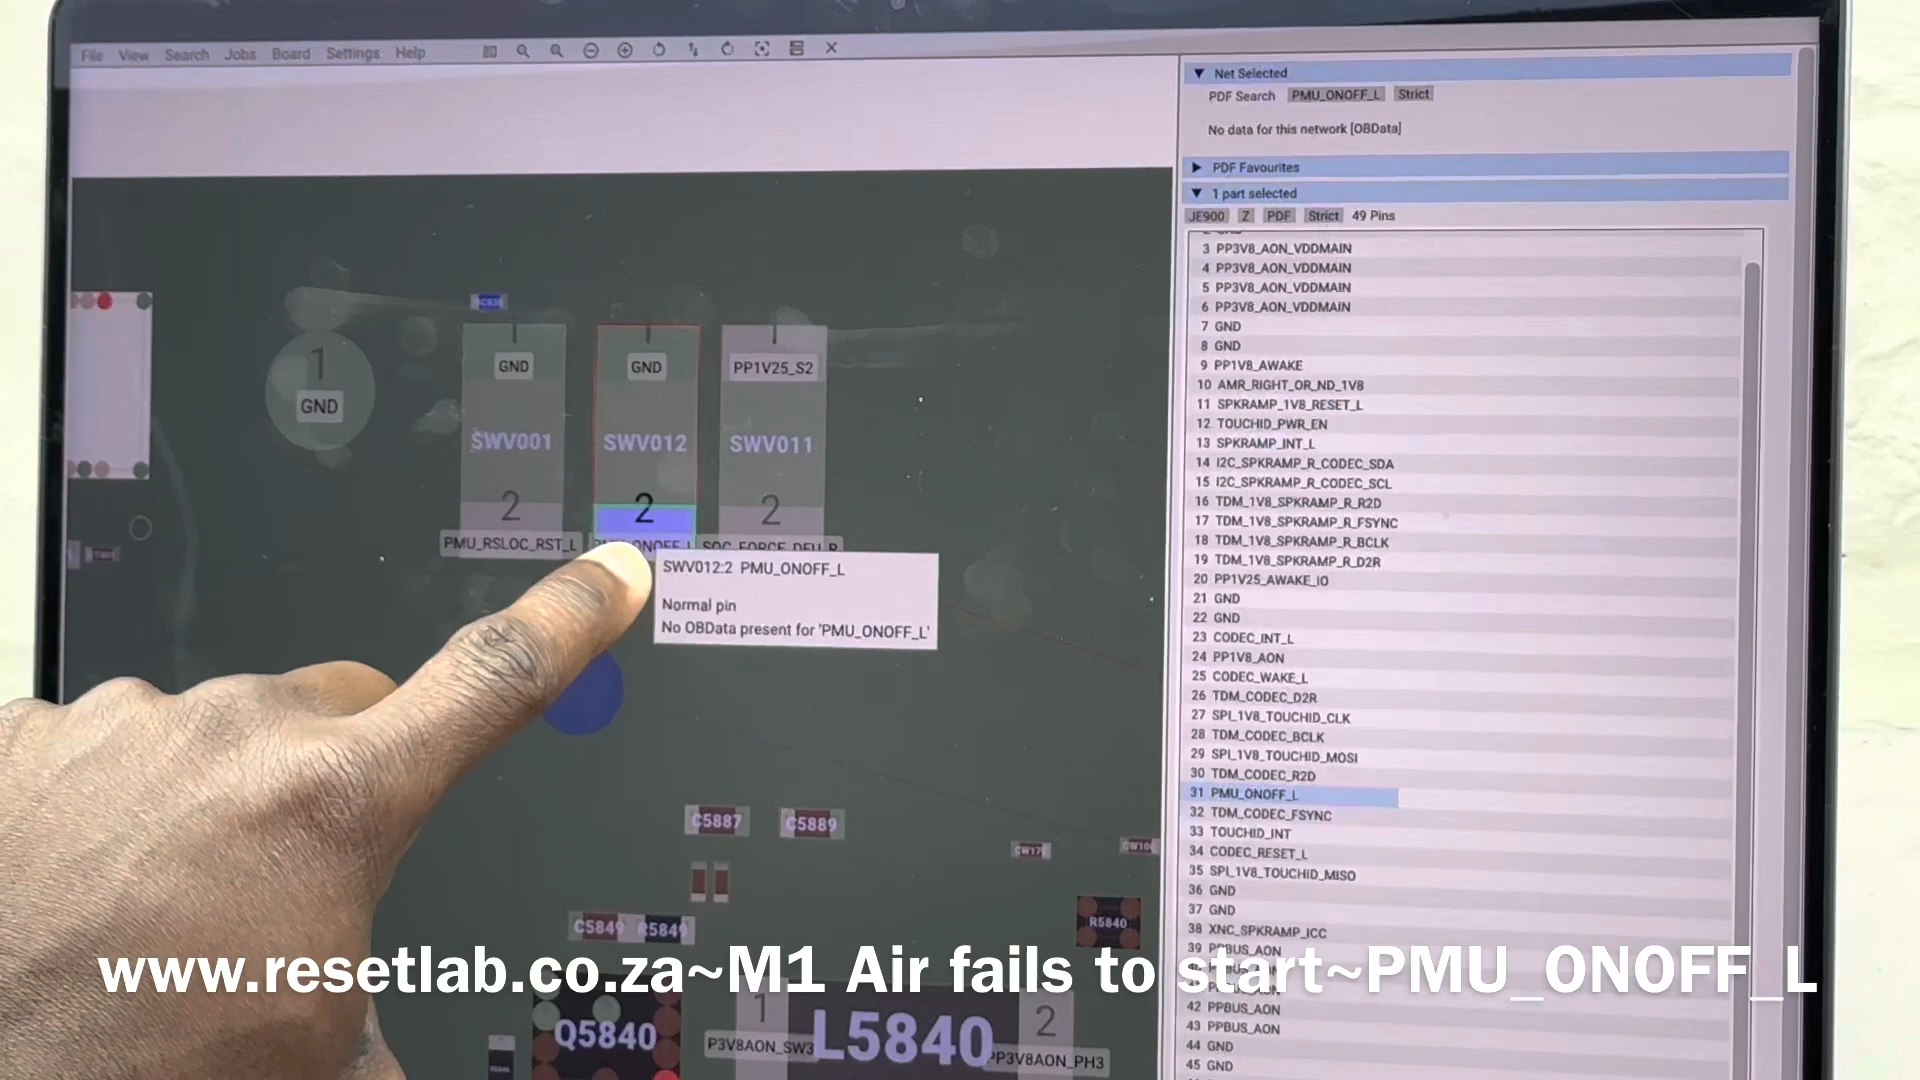 File View Search Jobs Board Settings Help
Net Selected
PDF Search PMU_ONOFF_L Strict
No data for this network [OBData]
PDF Favourites
1 part selected
JE900 Z PDF Strict 49 Pins
3 PP3V8_AON_VDDMAIN
4 PP3V8_AON_VDDMAIN
5 PP3V8_AON_VDDMAIN
6 PP3V8_AON_VDDMAIN
7 GND
8 GND
9 PP1V8_AWAKE
10 AMR_RIGHT_OR_ND_1V8
11 SPKRAMP_1V8_RESET_L
12 TOUCHID_PWR_EN
13 SPKRAMP_INT_L
14 I2C_SPKRAMP_R_CODEC_SDA
15 I2C_SPKRAMP_R_CODEC_SCL
16 TDM_1V8_SPKRAMP_R_R2D
17 TDM_1V8_SPKRAMP_R_FSYNC
18 TDM_1V8_SPKRAMP_R_BCLK
19 TDM_1V8_SPKRAMP_R_D2R
20 PP1V25_AWAKE_IO
21 GND
22 GND
23 CODEC_INT_L
24 PP1V8_AON
25 CODEC_WAKE_L
26 TDM_CODEC_D2R
27 SPI_1V8_TOUCHID_CLK
28 TDM_CODEC_BCLK
29 SPI_1V8_TOUCHID_MOSI
30 TDM_CODEC_R2D
31 PMU_ONOFF_L
32 TDM_CODEC_FSYNC
33 TOUCHID_INT
34 CODEC_RESET_L
35 SPI_1V8_TOUCHID_MISO
36 GND
37 GND
38 XNC_SPKRAMP_ICC
39 PPBUS_AON
42 PPBUS_AON
43 PPBUS_AON
44 GND
45 GND
1
GND
1 GND SWV001 2 PMU_RSLOC_RST_L
1 GND SWV012 2
1 PP1V25_S2 SWV011 2 SOC_FORCE_DFU_R
SWV012:2 PMU_ONOFF_L
Normal pin
No OBData present for 'PMU_ONOFF_L'
C5887 C5889
C5849 R5849
R5840
Q5840
1 L5840 2
P3V8AON_SW3 PP3V8AON_PH3
www.resetlab.co.za~M1 Air fails to start~PMU_ONOFF_L